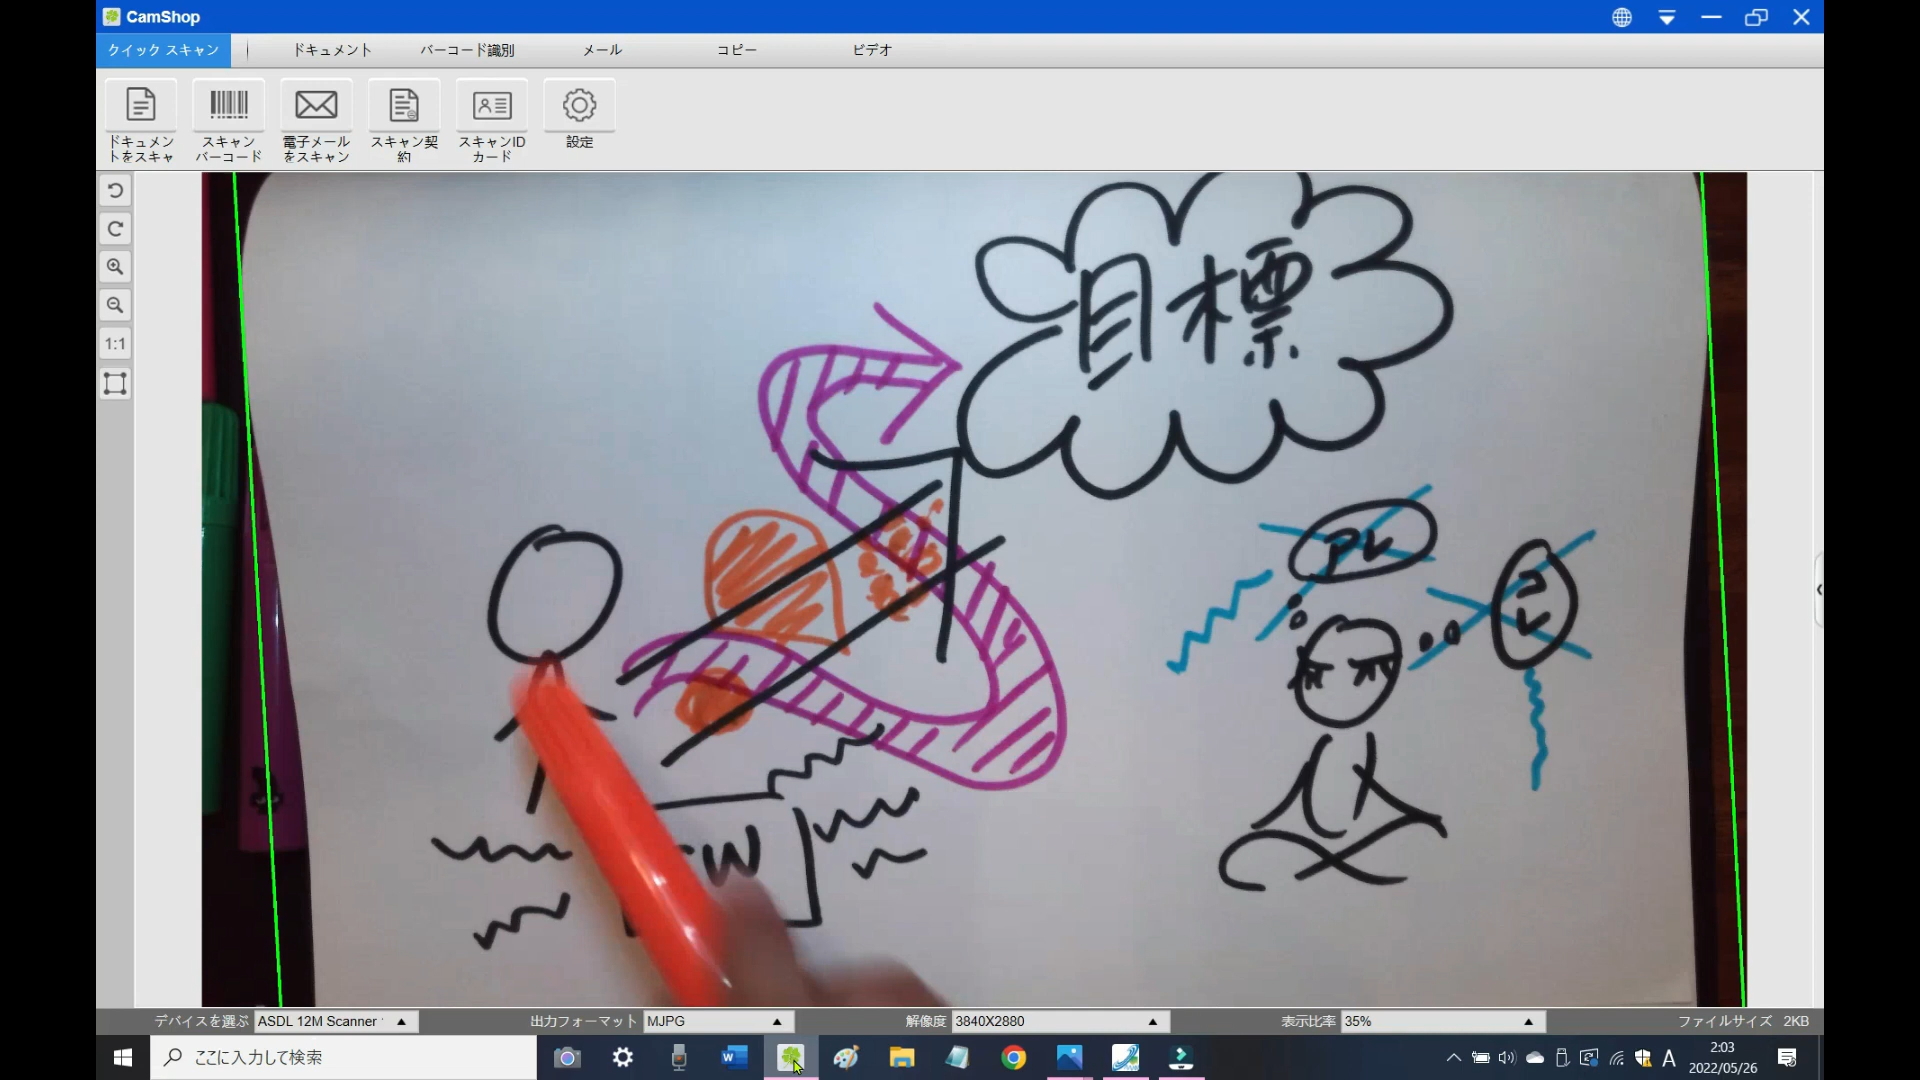 CamShop
クイック スキャン
ドキュメント
バーコード識別
メール
コピー
ビデオ
ドキュメン
トをスキャ
スキャン
バーコード
電子メール
をスキャン
スキャン契
約
スキャンID
カード
設定
1:1
目標
PL
W
デバイスを選ぶ ASDL 12M Scanner
出力フォーマット MJPG
解像度 3840X2880
表示比率 35%
ファイルサイズ 2KB
ここに入力して検索
A
2:03
2022/05/26